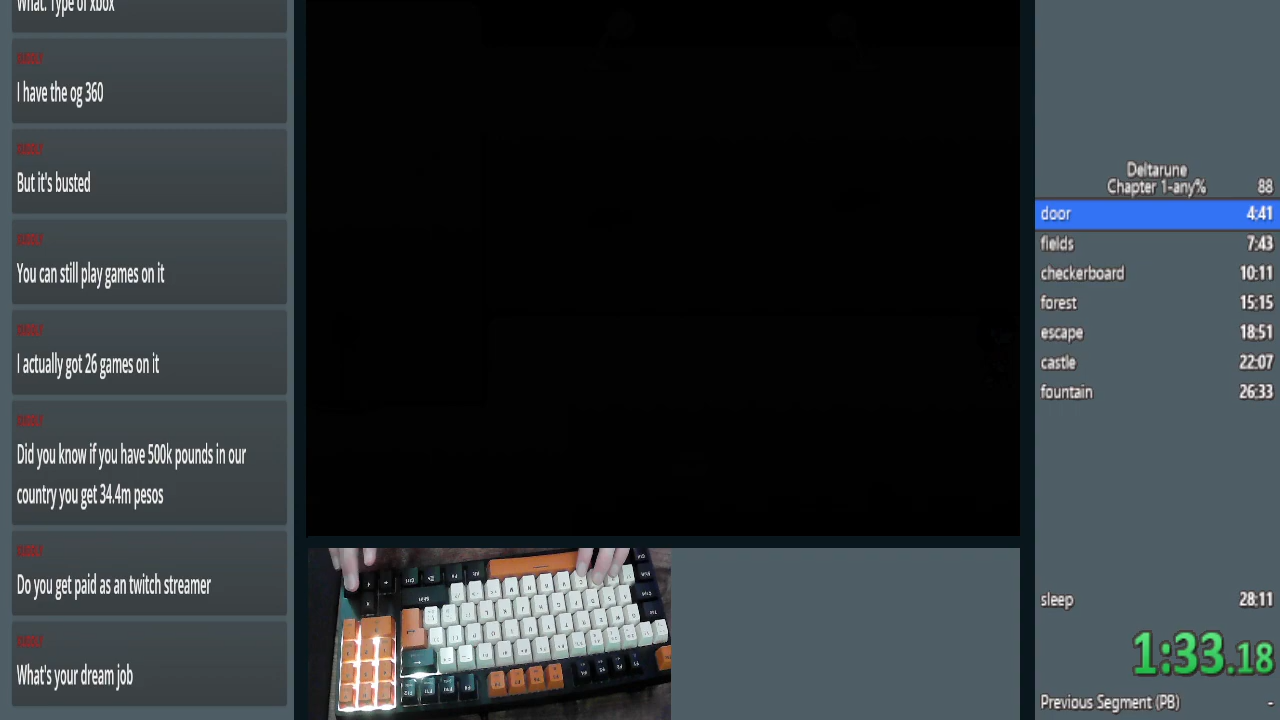 What. Type of xbox
I have the og 360
But it's busted
You can still play games on it
I actually got 26 games on it
Did you know if you have 500k pounds in our
country you get 34.4m pesos
Do you get paid as an twitch streamer
What's your dream job
Deltarune
Chapter 1-any% 88
door 4:41
fields 7:43
checkerboard 10:11
forest 15:15
escape 18:51
castle 22:07
fountain 26:33
sleep 28:11
1:33.18
Previous Segment (PB) -